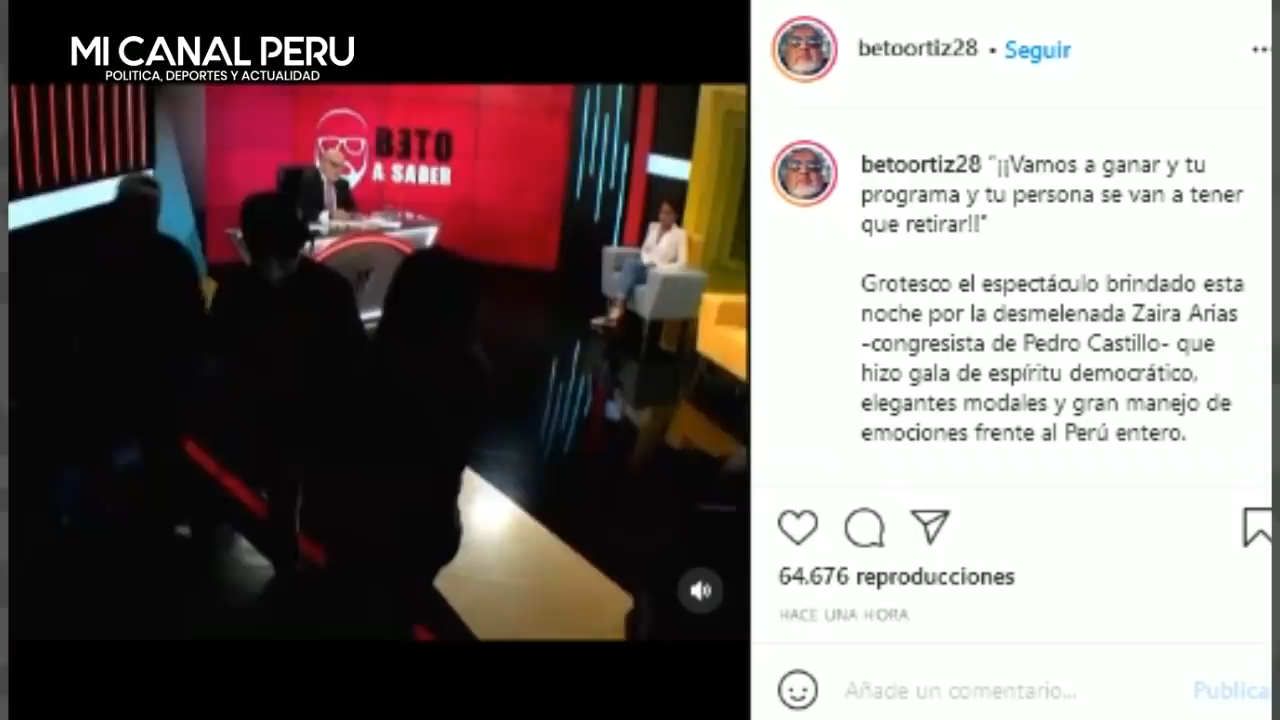 MI CANAL PERU
POLITICA, DEPORTES Y ACTUALIDAD
BETO
A SABER
betoortiz28 • Seguir
betoortiz28 "¡¡Vamos a ganar y tu
programa y tu persona se van a tener
que retirar!!"
Grotesco el espectáculo brindado esta
noche por la desmelenada Zaira Arias
-congresista de Pedro Castillo- que
hizo gala de espíritu democrático,
elegantes modales y gran manejo de
emociones frente al Perú entero.
64.676 reproducciones
HACE UNA HORA
Añade un comentario...
Publica